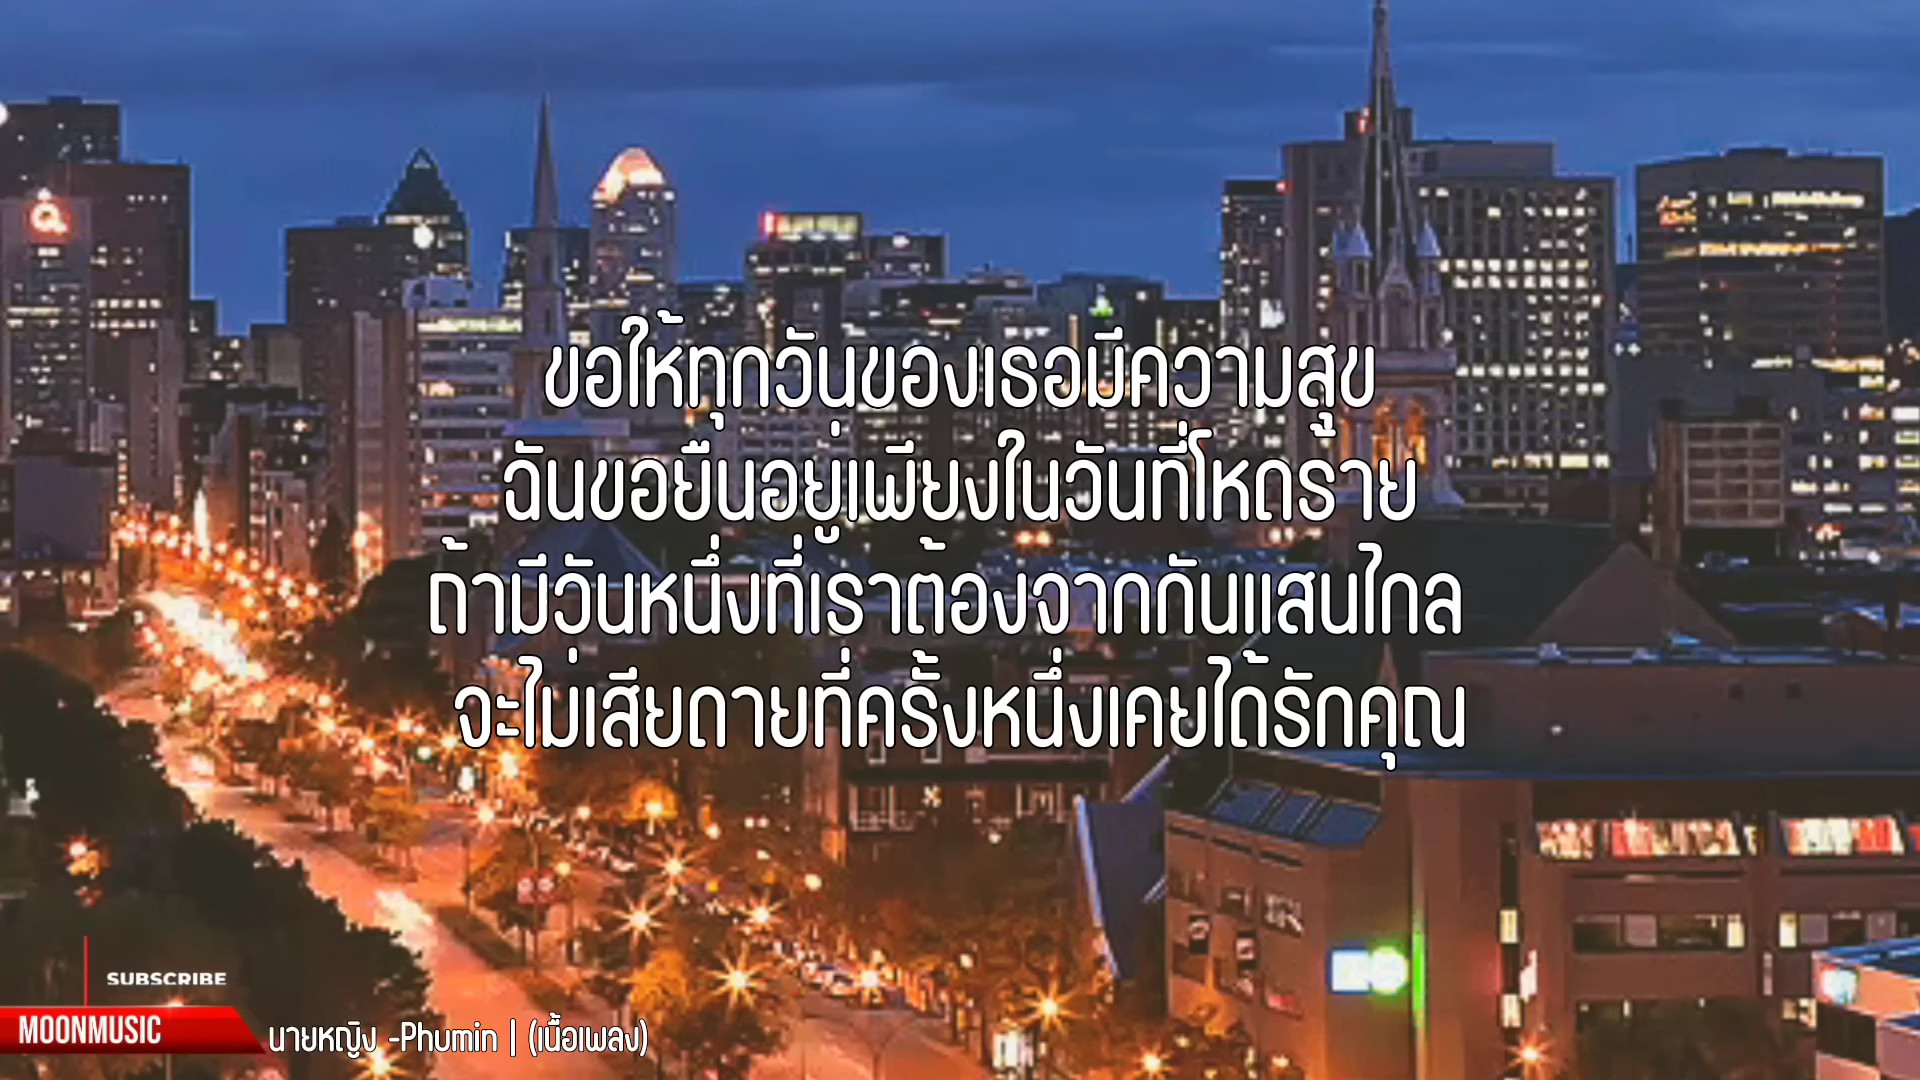 ขอให้ทุกวันของเธอมีความสุข
ฉันขอยืนอยู่เพียงในวันที่โหดร้าย
ถ้ามีวันหนึ่งที่เราต้องจากกันแสนไกล
จะไม่เสียดายที่ครั้งหนึ่งเคยได้รักคุณ
SUBSCRIBE
MOONMUSIC
นายหญิง -Phumin | (เนื้อเพลง)